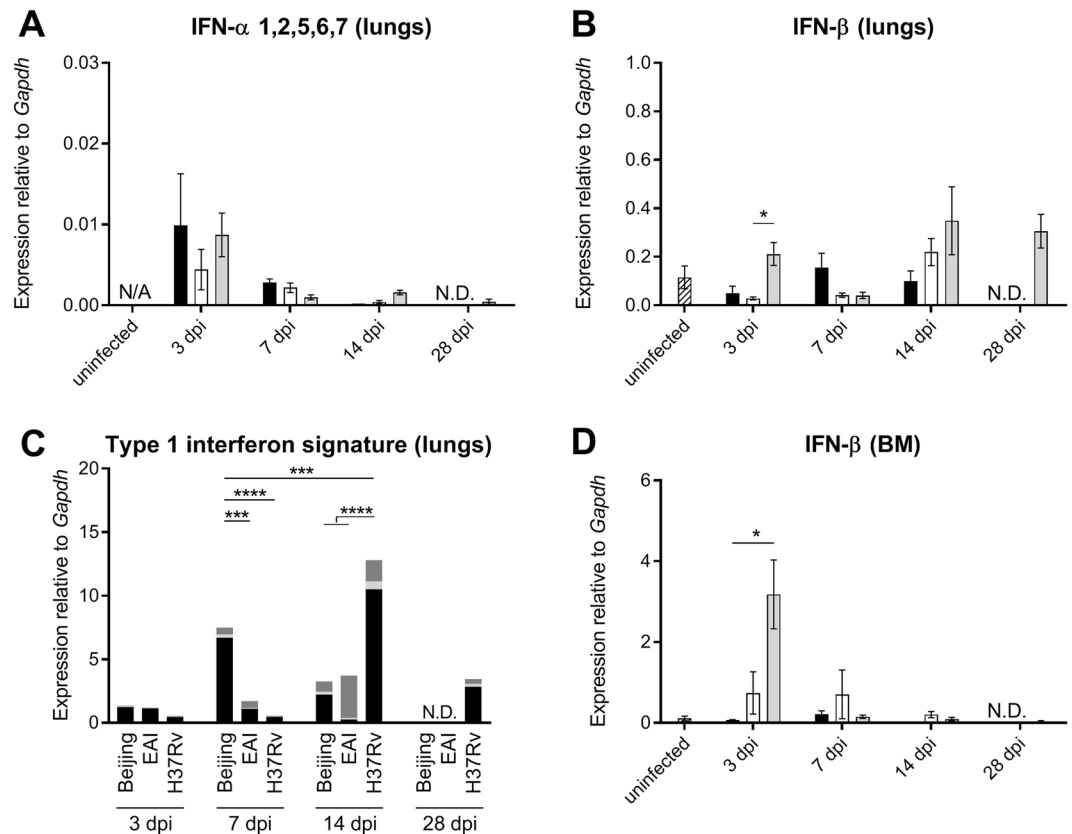 A
IFN-α 1,2,5,6,7 (lungs)
Expression relative to Gapdh
0.03
0.02
0.01
0.00
N/A
N.D.
uninfected
3 dpi
7 dpi
14 dpi
28 dpi
B
IFN-β (lungs)
Expression relative to Gapdh
1.0
0.8
0.6
0.4
0.2
0.0
*
N.D.
uninfected
3 dpi
7 dpi
14 dpi
28 dpi
C
Type 1 interferon signature (lungs)
Expression relative to Gapdh
20
15
10
5
0
***
****
***
****
N.D.
Beijing
EAI
H37Rv
Beijing
EAI
H37Rv
Beijing
EAI
H37Rv
Beijing
EAI
H37Rv
3 dpi
7 dpi
14 dpi
28 dpi
D
IFN-β (BM)
Expression relative to Gapdh
6
4
2
0
*
N.D.
uninfected
3 dpi
7 dpi
14 dpi
28 dpi